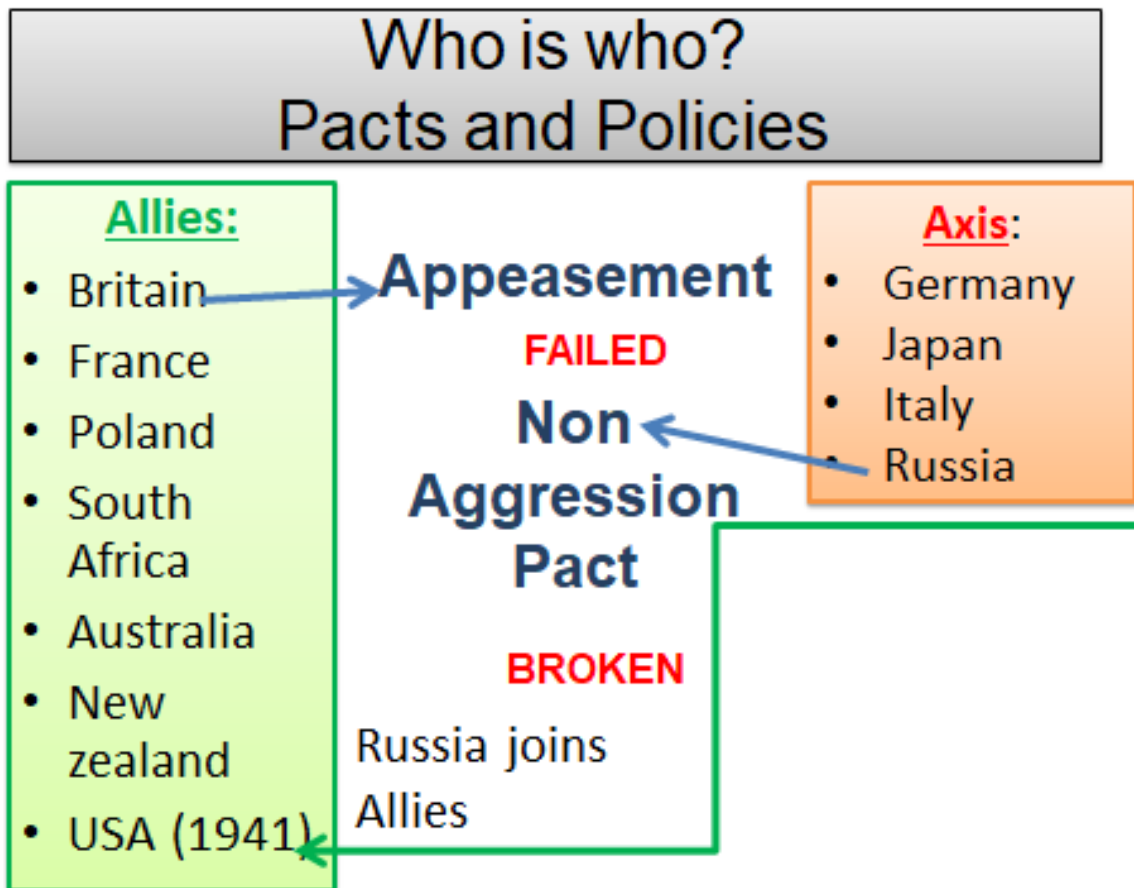 Who is who?
Pacts and Policies
Allies:
• Britain
• France
• Poland
• South
Africa
• Australia
• New
zealand
• USA (1941)
Appeasement
FAILED
Non
Aggression
Pact
BROKEN
Russia joins
Allies
Axis:
• Germany
• Japan
• Italy
• Russia